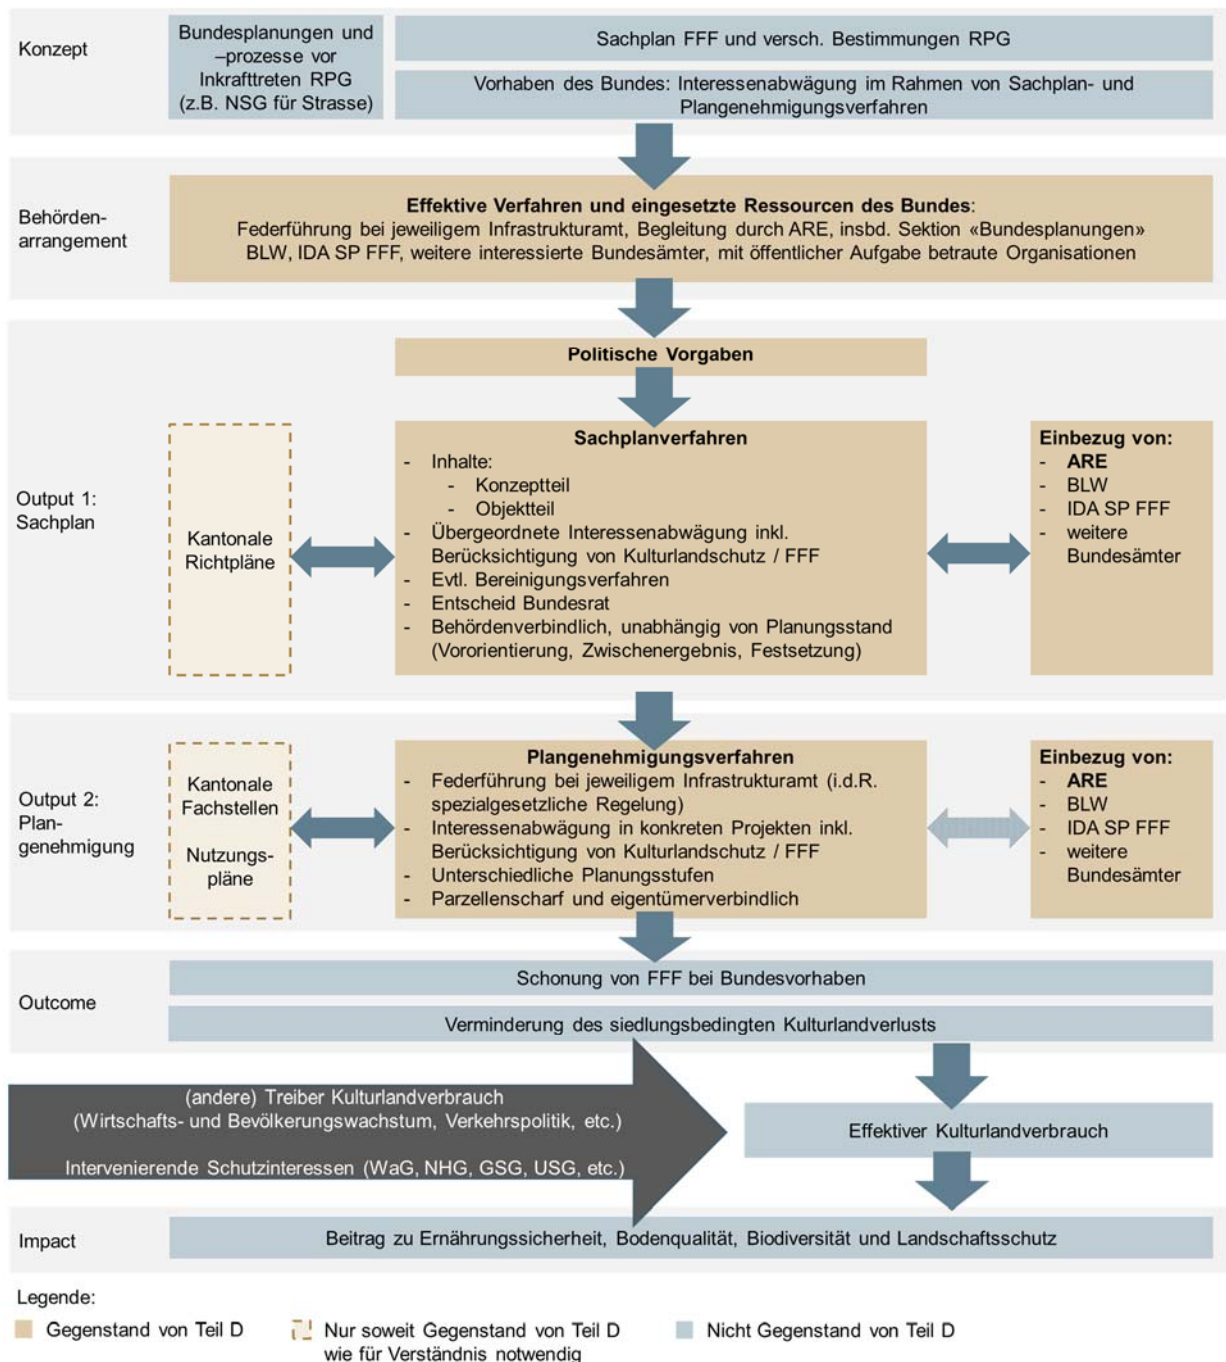 Konzept
Bundesplanungen und
–prozesse vor
Inkrafttreten RPG
(z.B. NSG für Strasse)
Sachplan FFF und versch. Bestimmungen RPG
Vorhaben des Bundes: Interessenabwägung im Rahmen von Sachplan- und
Plangenehmigungsverfahren
Behörden-
arrangement
Effektive Verfahren und eingesetzte Ressourcen des Bundes:
Federführung bei jeweiligem Infrastrukturamt, Begleitung durch ARE, insbd. Sektion «Bundesplanungen»
BLW, IDA SP FFF, weitere interessierte Bundesämter, mit öffentlicher Aufgabe betraute Organisationen
Output 1:
Sachplan
Politische Vorgaben
Kantonale
Richtpläne
Sachplanverfahren
- Inhalte:
- Konzeptteil
- Objektteil
- Übergeordnete Interessenabwägung inkl.
Berücksichtigung von Kulturlandschutz / FFF
- Evtl. Bereinigungsverfahren
- Entscheid Bundesrat
- Behördenverbindlich, unabhängig von Planungsstand
(Vororientierung, Zwischenergebnis, Festsetzung)
Einbezug von:
- ARE
- BLW
- IDA SP FFF
- weitere
Bundesämter
Output 2:
Plan-
genehmigung
Kantonale
Fachstellen
Nutzungs-
pläne
Plangenehmigungsverfahren
- Federführung bei jeweiligem Infrastrukturamt (i.d.R.
spezialgesetzliche Regelung)
- Interessenabwägung in konkreten Projekten inkl.
Berücksichtigung von Kulturlandschutz / FFF
- Unterschiedliche Planungsstufen
- Parzellenscharf und eigentümerverbindlich
Einbezug von:
- ARE
- BLW
- IDA SP FFF
- weitere
Bundesämter
Outcome
Schonung von FFF bei Bundesvorhaben
Verminderung des siedlungsbedingten Kulturlandverlusts
(andere) Treiber Kulturlandverbrauch
(Wirtschafts- und Bevölkerungswachstum, Verkehrspolitik, etc.)
Intervenierende Schutzinteressen (WaG, NHG, GSG, USG, etc.)
Effektiver Kulturlandverbrauch
Impact
Beitrag zu Ernährungssicherheit, Bodenqualität, Biodiversität und Landschaftsschutz
Legende:
Gegenstand von Teil D
Nur soweit Gegenstand von Teil D
wie für Verständnis notwendig
Nicht Gegenstand von Teil D